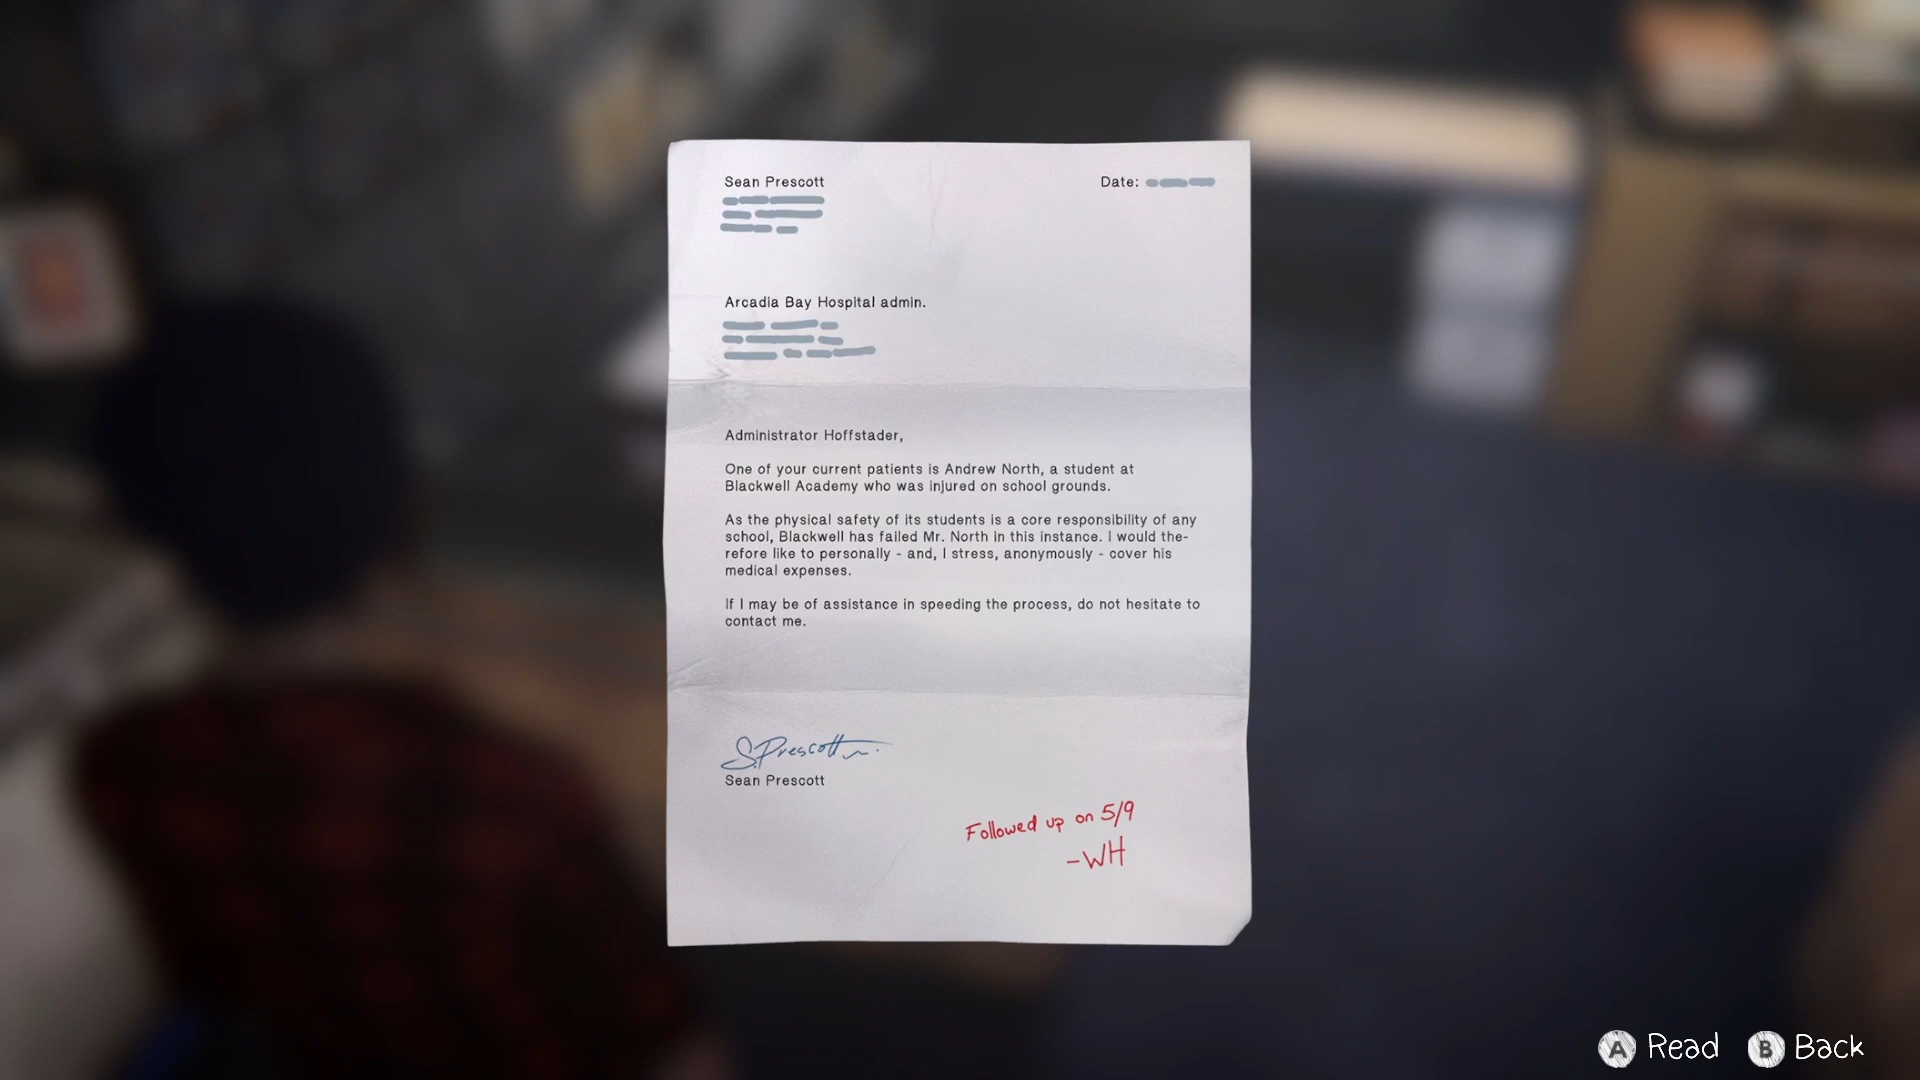 Sean Prescott
Date:
Arcadia Bay Hospital admin.
Administrator Hoffstader,
One of your current patients is Andrew North, a student at
Blackwell Academy who was injured on school grounds.
As the physical safety of its students is a core responsibility of any
school, Blackwell has failed Mr. North in this instance. I would the-
refore like to personally - and, I stress, anonymously - cover his
medical expenses.
If I may be of assistance in speeding the process, do not hesitate to
contact me.
S.Prescott
Sean Prescott
Followed up on 5/9
-WH
A Read B Back